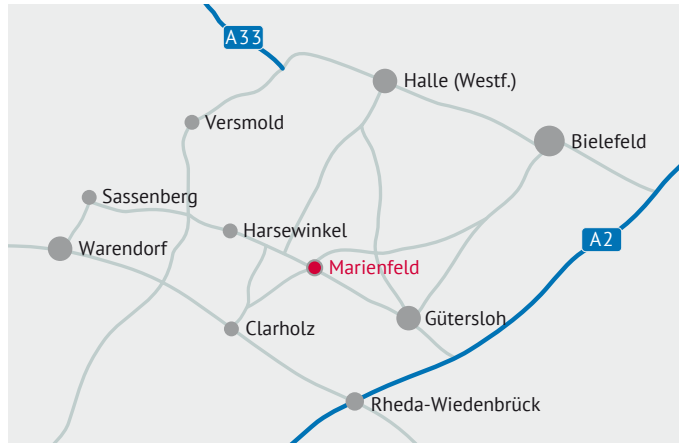 A33
Halle (Westf.)
Versmold
Bielefeld
Sassenberg
Harsewinkel
A2
Warendorf
Marienfeld
Gütersloh
Clarholz
Rheda-Wiedenbrück